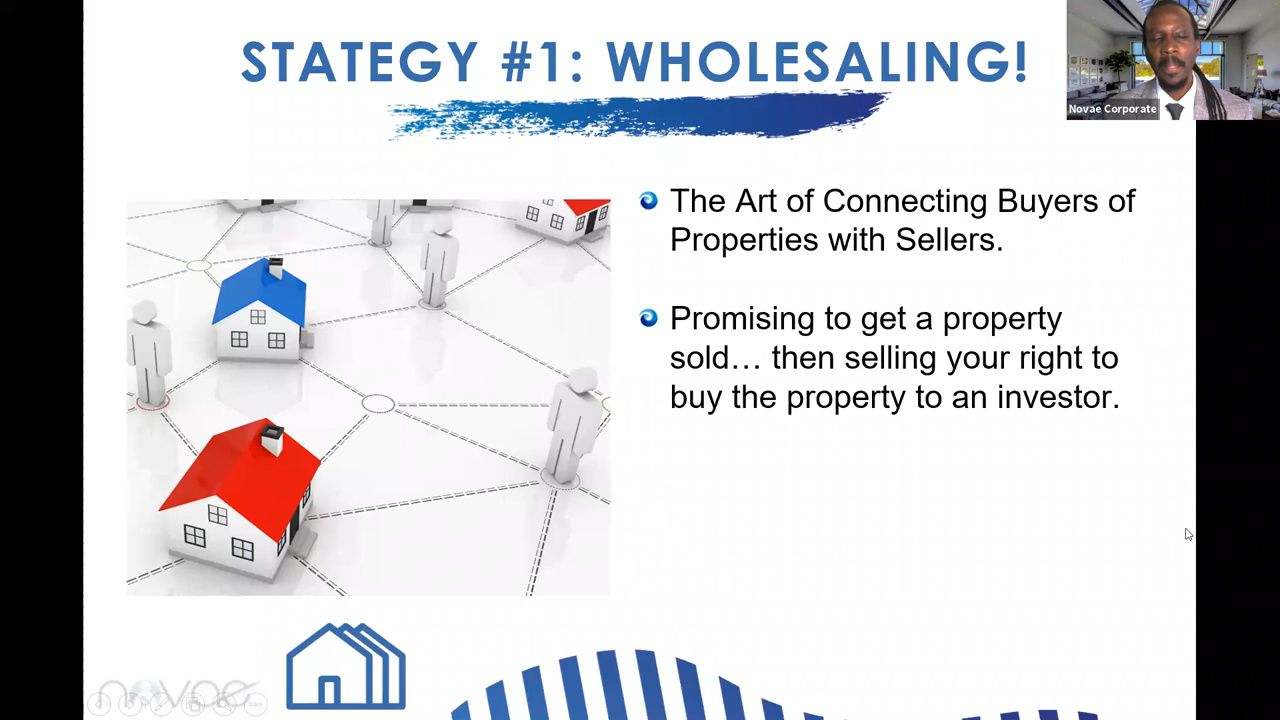 STATEGY #1: WHOLESALING!
Novae Corporate
The Art of Connecting Buyers of
Properties with Sellers.
Promising to get a property
sold… then selling your right to
buy the property to an investor.
novae